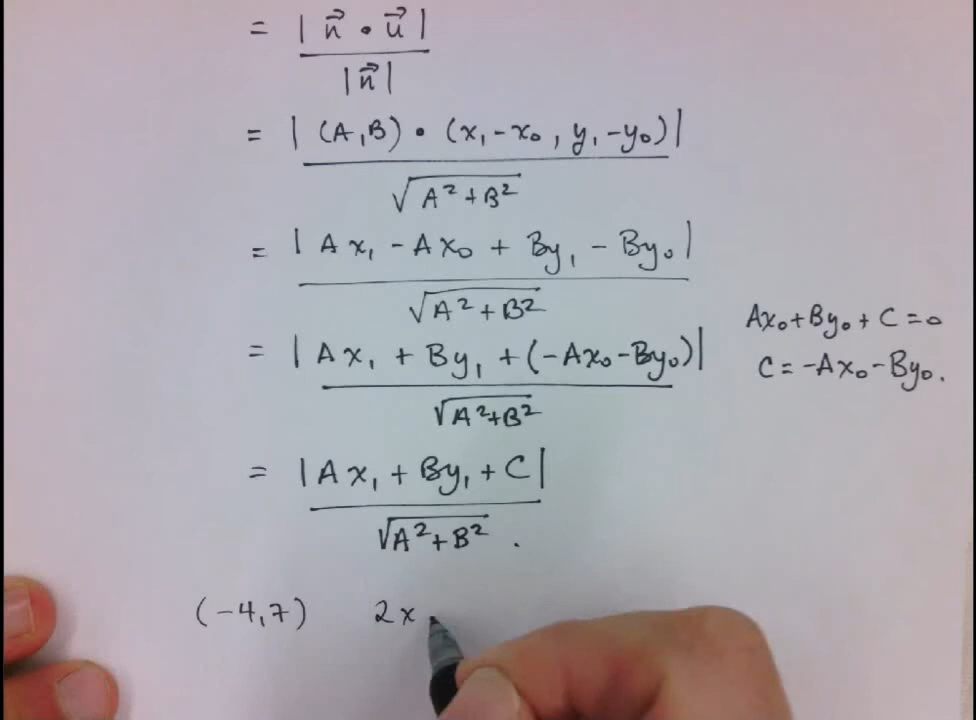 = |n⃗ • u⃗| / |n⃗|
= |(A,B) • (x₁-x₀, y₁-y₀)| / √(A²+B²)
= |Ax₁ - Ax₀ + By₁ - By₀| / √(A²+B²)
Ax₀+By₀+C=0
= |Ax₁ + By₁ + (-Ax₀-By₀)| / √(A²+B²)
C=-Ax₀-By₀.
= |Ax₁ + By₁ + C| / √(A²+B²) .
(-4,7) 2x